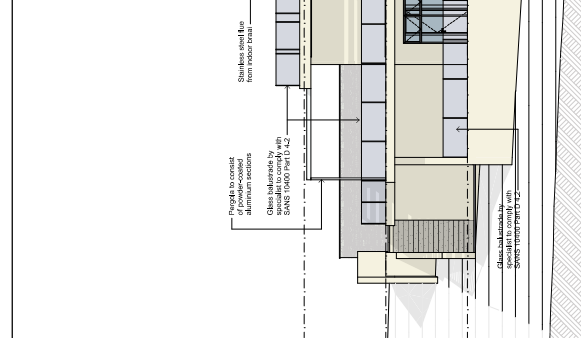 Stainless steel flue
from indoor braai
Pergola to consist
of powder-coated
aluminium sections
Glass balustrade by
specialist to comply with
SANS 10400 Part D 4.2
Glass balustrade by
specialist to comply with
SANS 10400 Part D 4.2